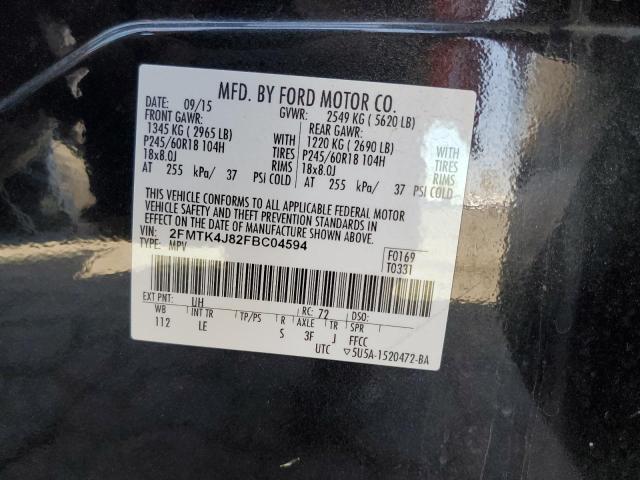 MFD. BY FORD MOTOR CO.
DATE: 09/15 GVWR: 2549 KG ( 5620 LB)
FRONT GAWR: REAR GAWR:
1345 KG ( 2965 LB) WITH 1220 KG ( 2690 LB) WITH
P245/60R18 104H TIRES P245/60R18 104H TIRES
18x8.0J RIMS 18x8.0J RIMS
AT 255 kPa/ 37 PSI COLD AT 255 kPa/ 37 PSI COLD
THIS VEHICLE CONFORMS TO ALL APPLICABLE FEDERAL MOTOR
VEHICLE SAFETY AND THEFT PREVENTION STANDARDS IN
EFFECT ON THE DATE OF MANUFACTURE SHOWN ABOVE.
VIN: 2FMTK4J82FBC04594
TYPE: MPV
F0169
T0331
EXT PNT: UH RC: 72 DSO:
WB INT TR TP/PS R AXLE TR SPR
112 LE S 3F J FFCC
UTC ▽5U5A-1520472-BA